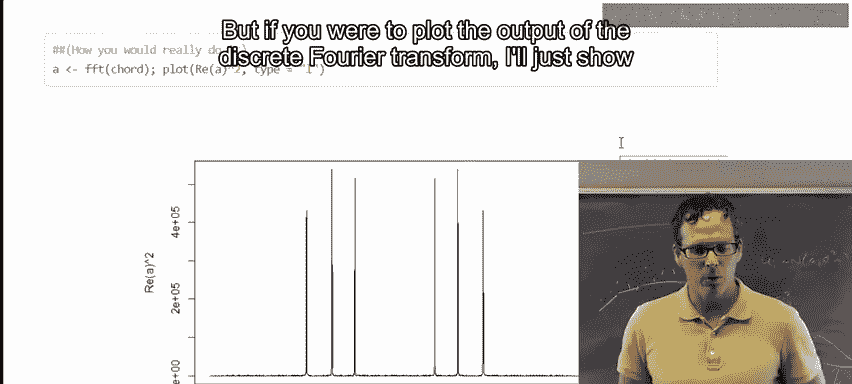 But if you were to plot the output of the
discrete Fourier transform, I'll just show
##(How you would really do
a <- fft(chord); plot(Re(a)^2, type = "l")
Re(a)^2
4e+05
2e+05
e+00